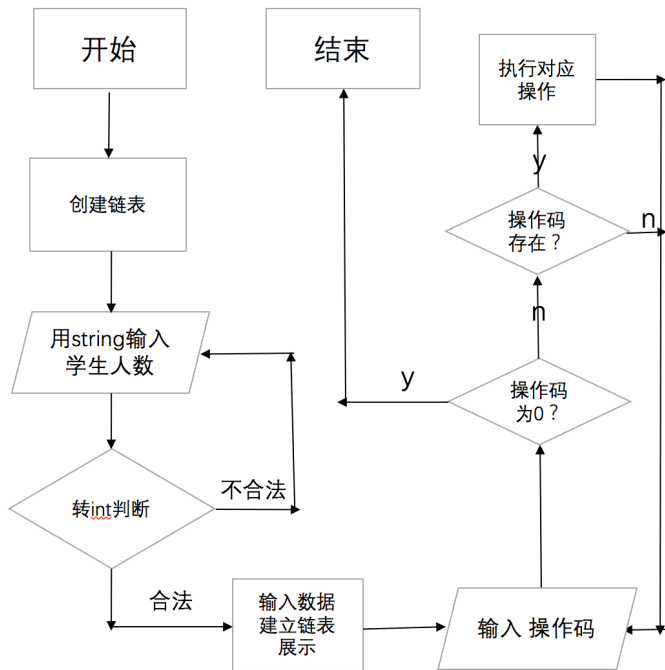 开始
创建链表
用string输入
学生人数
转int判断
不合法
合法
输入数据
建立链表
展示
输入 操作码
操作码
为0？
y
结束
n
操作码
存在？
n
y
执行对应
操作